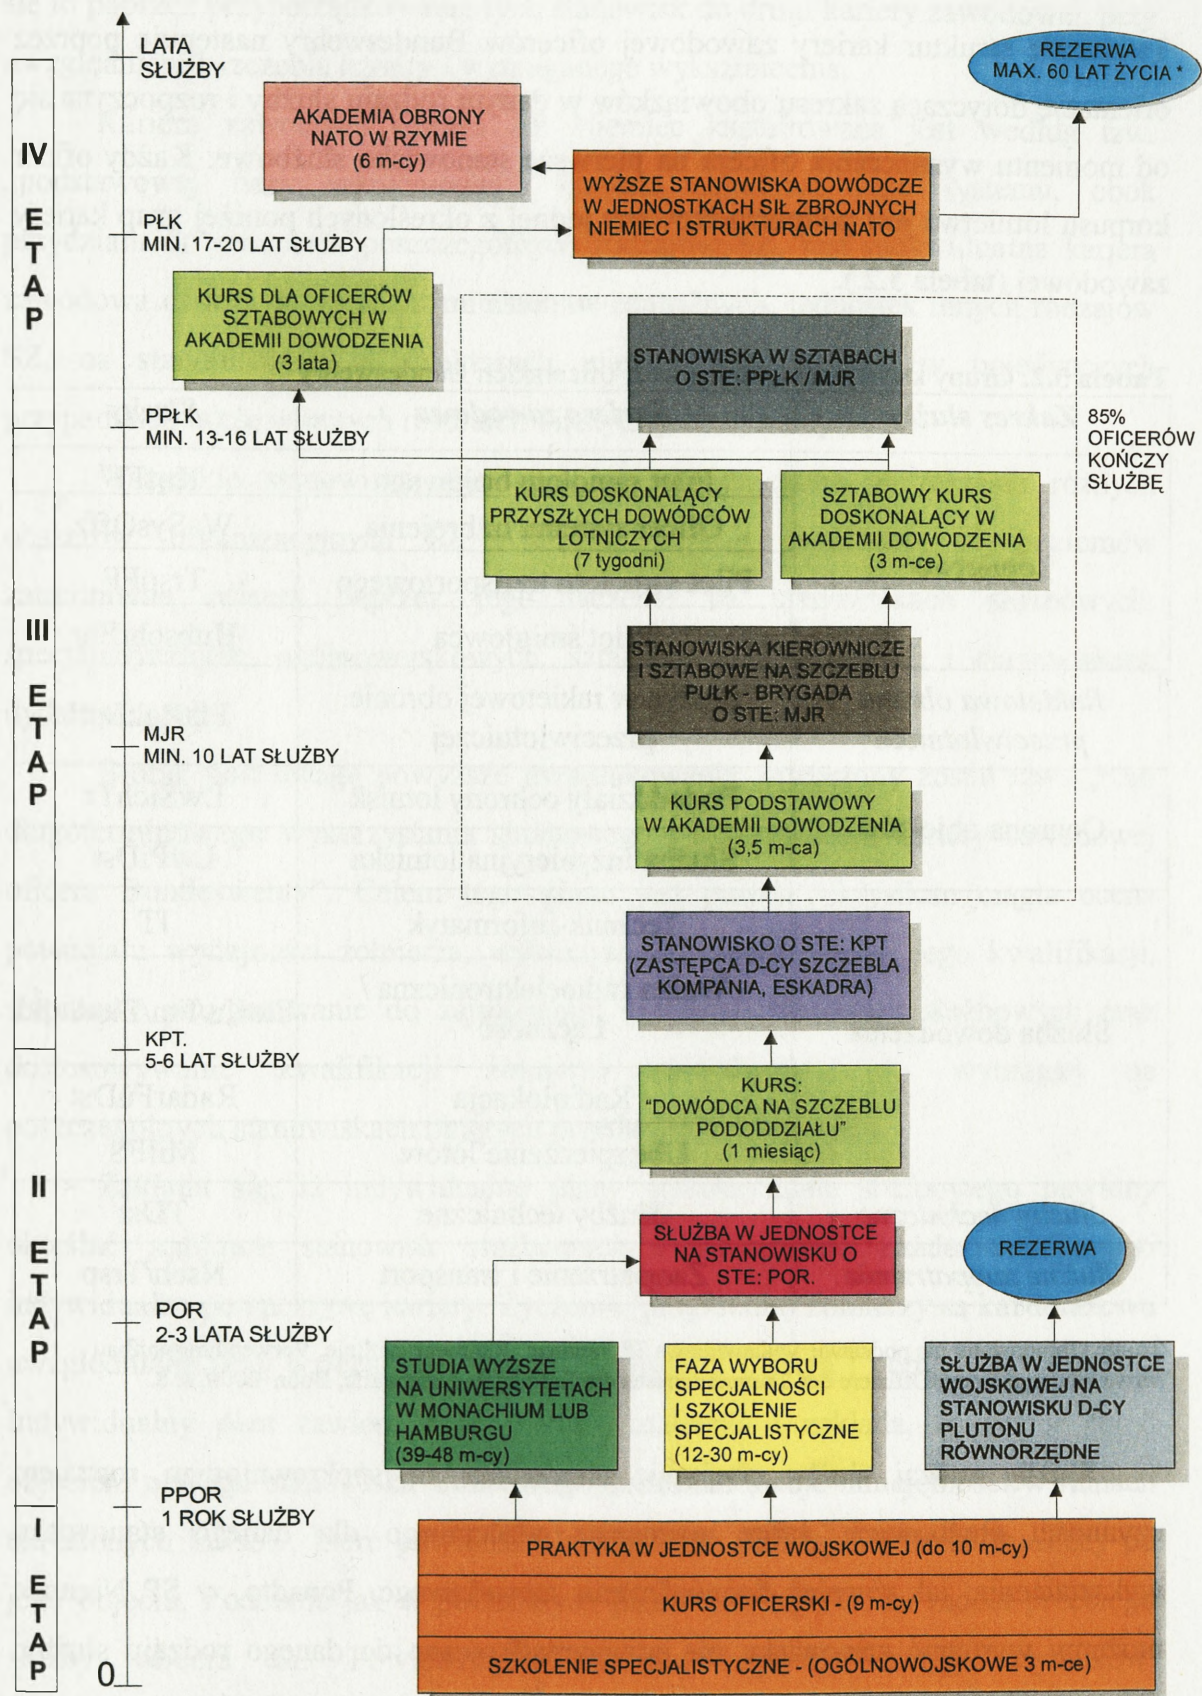 LATA
SŁUŻBY
REZERWA
MAX. 60 LAT ŻYCIA *
IV
ETAP
AKADEMIA OBRONY
NATO W RZYMIE
(6 m-cy)
WYŻSZE STANOWISKA DOWÓDCZE
W JEDNOSTKACH SIŁ ZBROJNYCH
NIEMIEC I STRUKTURACH NATO
PŁK
MIN. 17-20 LAT SŁUŻBY
KURS DLA OFICERÓW
SZTABOWYCH W
AKADEMII DOWODZENIA
(3 lata)
STANOWISKA W SZTABACH
O STE: PPŁK / MJR
PPŁK
MIN. 13-16 LAT SŁUŻBY
85%
OFICERÓW
KOŃCZY
SŁUŻBĘ
KURS DOSKONALĄCY
PRZYSZŁYCH DOWÓDCÓW
LOTNICZYCH
(7 tygodni)
SZTABOWY KURS
DOSKONALĄCY W
AKADEMII DOWODZENIA
(3 m-ce)
III
ETAP
STANOWISKA KIEROWNICZE
I SZTABOWE NA SZCZEBLU
PUŁK - BRYGADA
O STE: MJR
MJR
MIN. 10 LAT SŁUŻBY
KURS PODSTAWOWY
W AKADEMII DOWODZENIA
(3,5 m-ca)
STANOWISKO O STE: KPT
(ZASTĘPCA D-CY SZCZEBLA
KOMPANIA, ESKADRA)
KPT.
5-6 LAT SŁUŻBY
KURS:
"DOWÓDCA NA SZCZEBLU
PODODDZIAŁU"
(1 miesiąc)
II
ETAP
SŁUŻBA W JEDNOSTCE
NA STANOWISKU O
STE: POR.
REZERWA
POR
2-3 LATA SŁUŻBY
STUDIA WYŻSZE
NA UNIWERSYTETACH
W MONACHIUM LUB
HAMBURGU
(39-48 m-cy)
FAZA WYBORU
SPECJALNOŚCI
I SZKOLENIE
SPECJALISTYCZNE
(12-30 m-cy)
SŁUŻBA W JEDNOSTCE
WOJSKOWEJ NA
STANOWISKU D-CY
PLUTONU
RÓWNORZĘDNE
PPOR
1 ROK SŁUŻBY
I
ETAP
PRAKTYKA W JEDNOSTCE WOJSKOWEJ (do 10 m-cy)
KURS OFICERSKI - (9 m-cy)
SZKOLENIE SPECJALISTYCZNE - (OGÓLNOWOJSKOWE 3 m-ce)
0